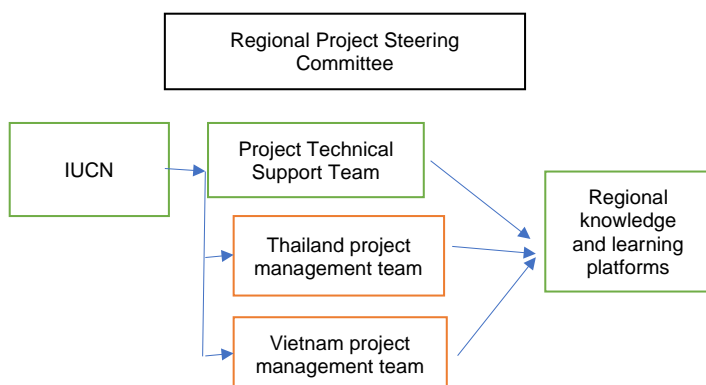 Regional Project Steering
Committee
IUCN
Project Technical
Support Team
Thailand project
management team
Vietnam project
management team
Regional
knowledge
and learning
platforms